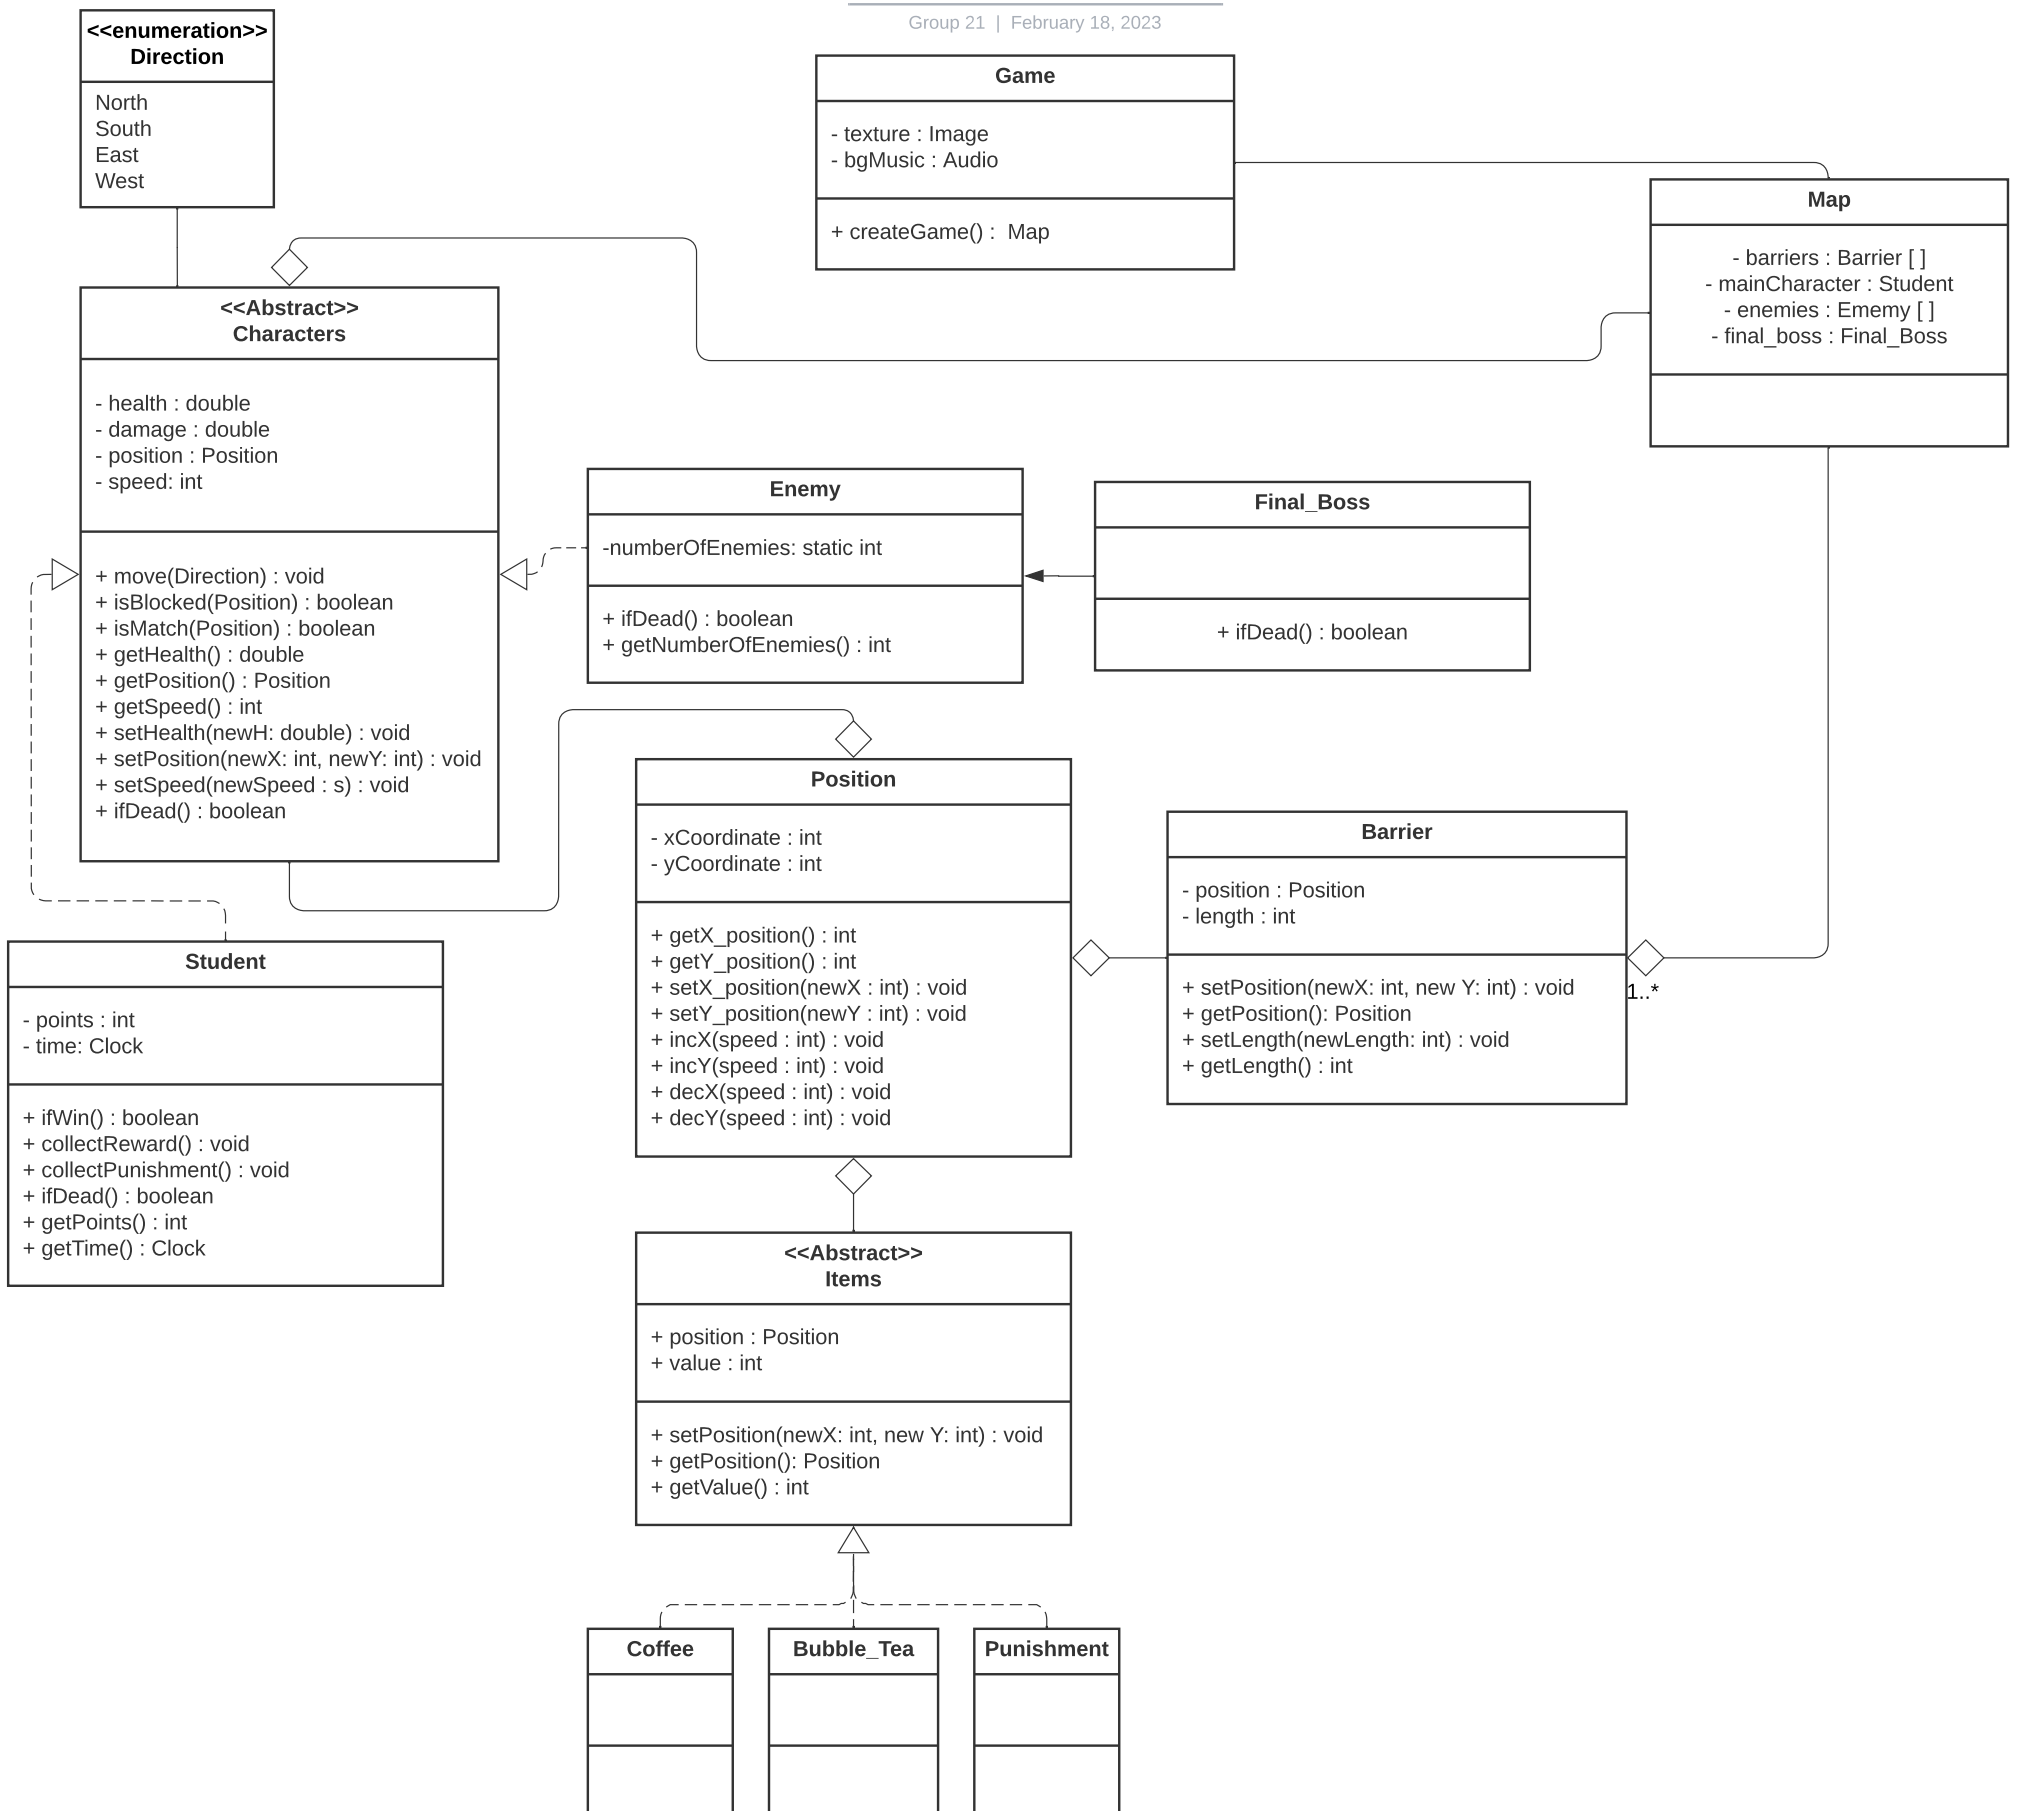 Group 21 | February 18, 2023
<<enumeration>>
Direction
North
South
East
West
Game
- texture : Image
- bgMusic : Audio
+ createGame() :  Map
Map
- barriers : Barrier [ ]
- mainCharacter : Student
- enemies : Ememy [ ]
- final_boss : Final_Boss
<<Abstract>>
Characters
- health : double
- damage : double
- position : Position
- speed: int
+ move(Direction) : void
+ isBlocked(Position) : boolean
+ isMatch(Position) : boolean
+ getHealth() : double
+ getPosition() : Position
+ getSpeed() : int
+ setHealth(newH: double) : void
+ setPosition(newX: int, newY: int) : void
+ setSpeed(newSpeed : s) : void
+ ifDead() : boolean
Enemy
-numberOfEnemies: static int
+ ifDead() : boolean
+ getNumberOfEnemies() : int
Final_Boss
+ ifDead() : boolean
Position
- xCoordinate : int
- yCoordinate : int
+ getX_position() : int
+ getY_position() : int
+ setX_position(newX : int) : void
+ setY_position(newY : int) : void
+ incX(speed : int) : void
+ incY(speed : int) : void
+ decX(speed : int) : void
+ decY(speed : int) : void
Barrier
- position : Position
- length : int
+ setPosition(newX: int, new Y: int) : void
+ getPosition(): Position
+ setLength(newLength: int) : void
+ getLength() : int
1..*
Student
- points : int
- time: Clock
+ ifWin() : boolean
+ collectReward() : void
+ collectPunishment() : void
+ ifDead() : boolean
+ getPoints() : int
+ getTime() : Clock
<<Abstract>>
Items
+ position : Position
+ value : int
+ setPosition(newX: int, new Y: int) : void
+ getPosition(): Position
+ getValue() : int
Coffee
Bubble_Tea
Punishment